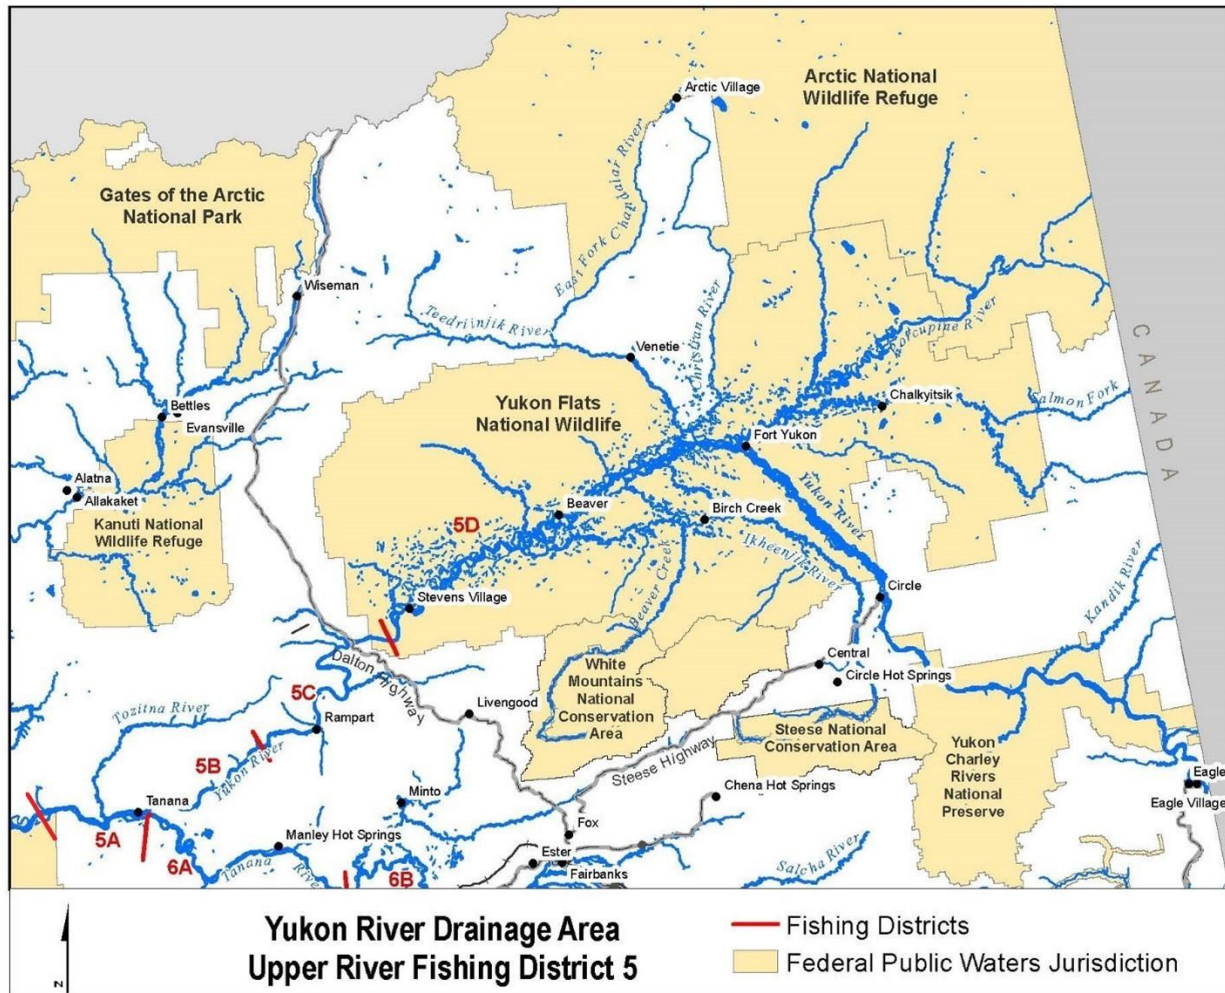 Arctic Village
Arctic National
Wildlife Refuge
Gates of the Arctic
National Park
East Fork Chandalar River
Wiseman
Teedriinjik River
Venetie
Christian River
Porcupine River
CANADA
Yukon Flats
National Wildlife
Chalkyitsik
Salmon Fork
Bettles
Evansville
Fort Yukon
Alatna
Allakaket
Kanuti National
Wildlife Refuge
Beaver
5D
Birch Creek
Yukon River
Ikheenjik River
Beaver Creek
Stevens Village
Circle
Kandik River
Dalton Highway
White
Mountains
National
Conservation
Area
Central
Circle Hot Springs
5C
Tozitna River
Rampart
Livengood
Steese National
Conservation Area
Steese Highway
5B
Yukon River
Yukon
Charley
Rivers
National
Preserve
Eagle
Eagle Village
Tanana
Minto
Chena Hot Springs
5A
Manley Hot Springs
Fox
6A
Tanana River
6B
Ester
Fairbanks
Salcha River
N
Yukon River Drainage Area
Upper River Fishing District 5
Fishing Districts
Federal Public Waters Jurisdiction